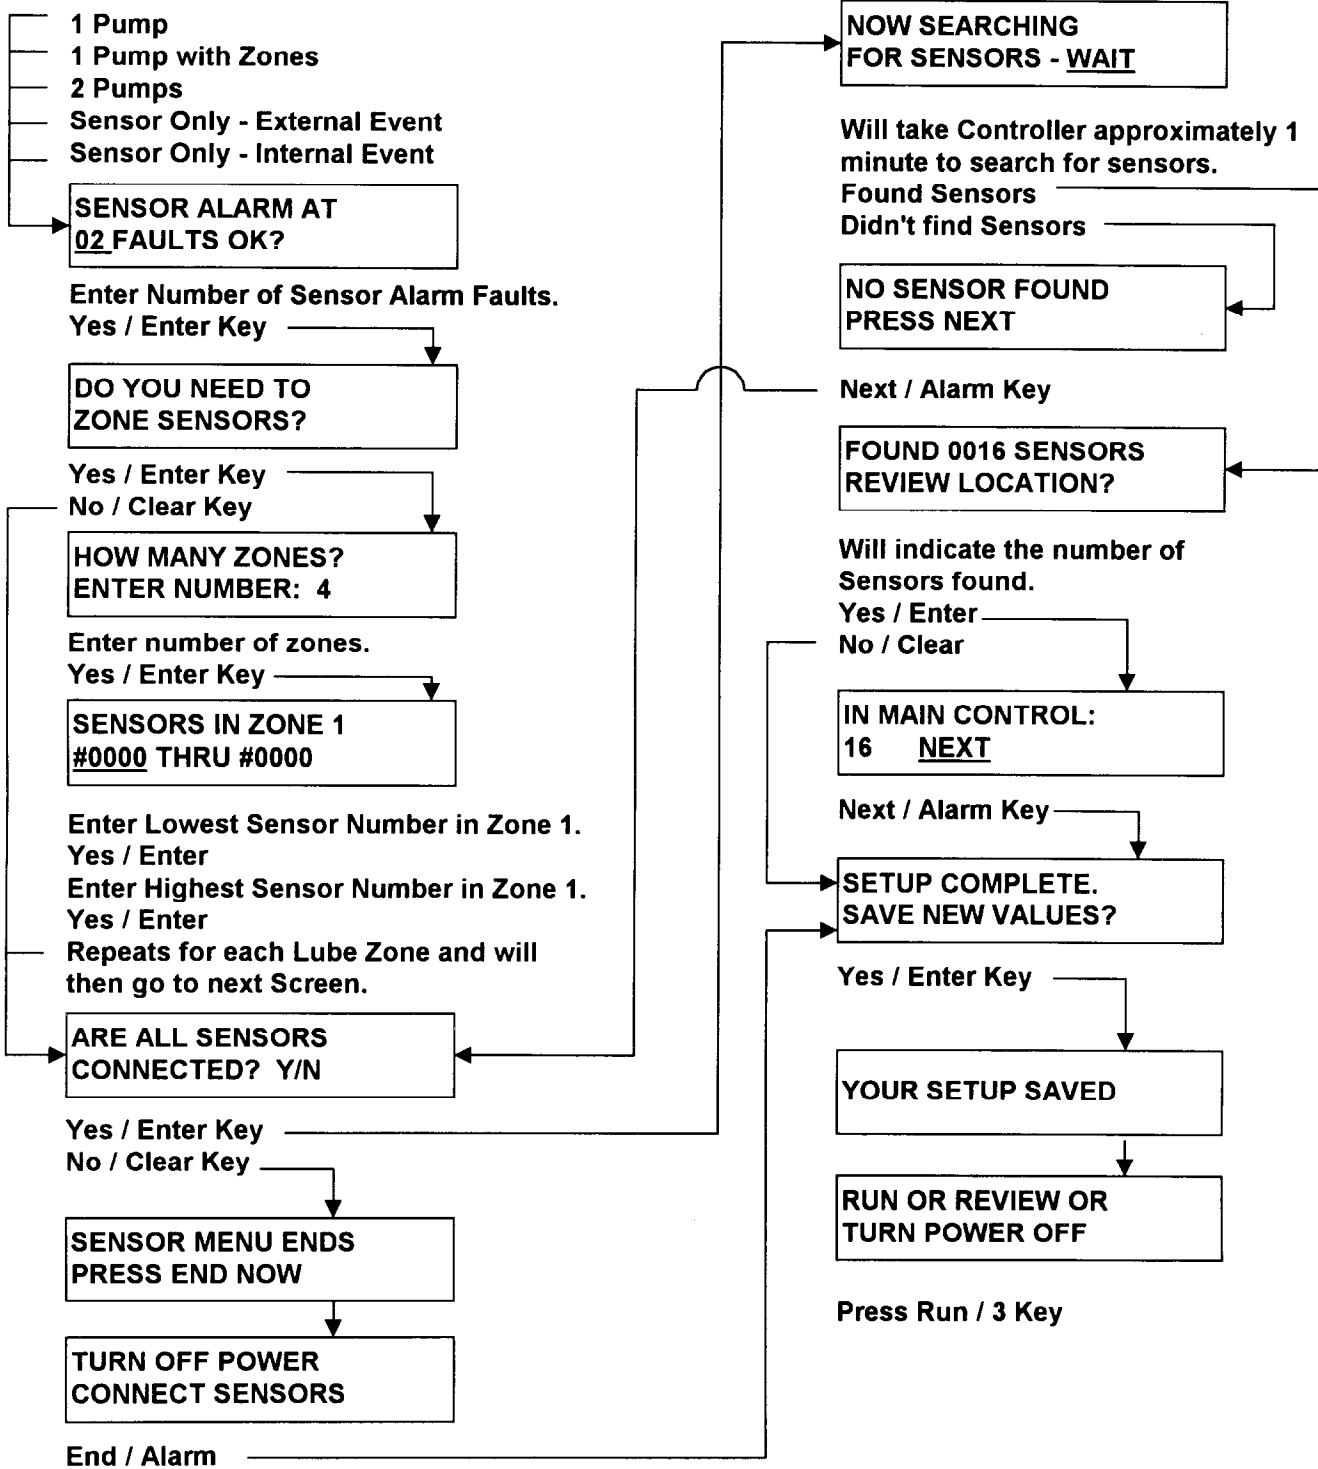 1 Pump
1 Pump with Zones
2 Pumps
Sensor Only - External Event
Sensor Only - Internal Event
SENSOR ALARM AT
02 FAULTS OK?
Enter Number of Sensor Alarm Faults.
Yes / Enter Key
DO YOU NEED TO
ZONE SENSORS?
Yes / Enter Key
No / Clear Key
HOW MANY ZONES?
ENTER NUMBER: 4
Enter number of zones.
Yes / Enter Key
SENSORS IN ZONE 1
#0000 THRU #0000
Enter Lowest Sensor Number in Zone 1.
Yes / Enter
Enter Highest Sensor Number in Zone 1.
Yes / Enter
Repeats for each Lube Zone and will
then go to next Screen.
ARE ALL SENSORS
CONNECTED? Y/N
Yes / Enter Key
No / Clear Key
SENSOR MENU ENDS
PRESS END NOW
TURN OFF POWER
CONNECT SENSORS
End / Alarm
NOW SEARCHING
FOR SENSORS - WAIT
Will take Controller approximately 1
minute to search for sensors.
Found Sensors
Didn't find Sensors
NO SENSOR FOUND
PRESS NEXT
Next / Alarm Key
FOUND 0016 SENSORS
REVIEW LOCATION?
Will indicate the number of
Sensors found.
Yes / Enter
No / Clear
IN MAIN CONTROL:
16 NEXT
Next / Alarm Key
SETUP COMPLETE.
SAVE NEW VALUES?
Yes / Enter Key
YOUR SETUP SAVED
RUN OR REVIEW OR
TURN POWER OFF
Press Run / 3 Key